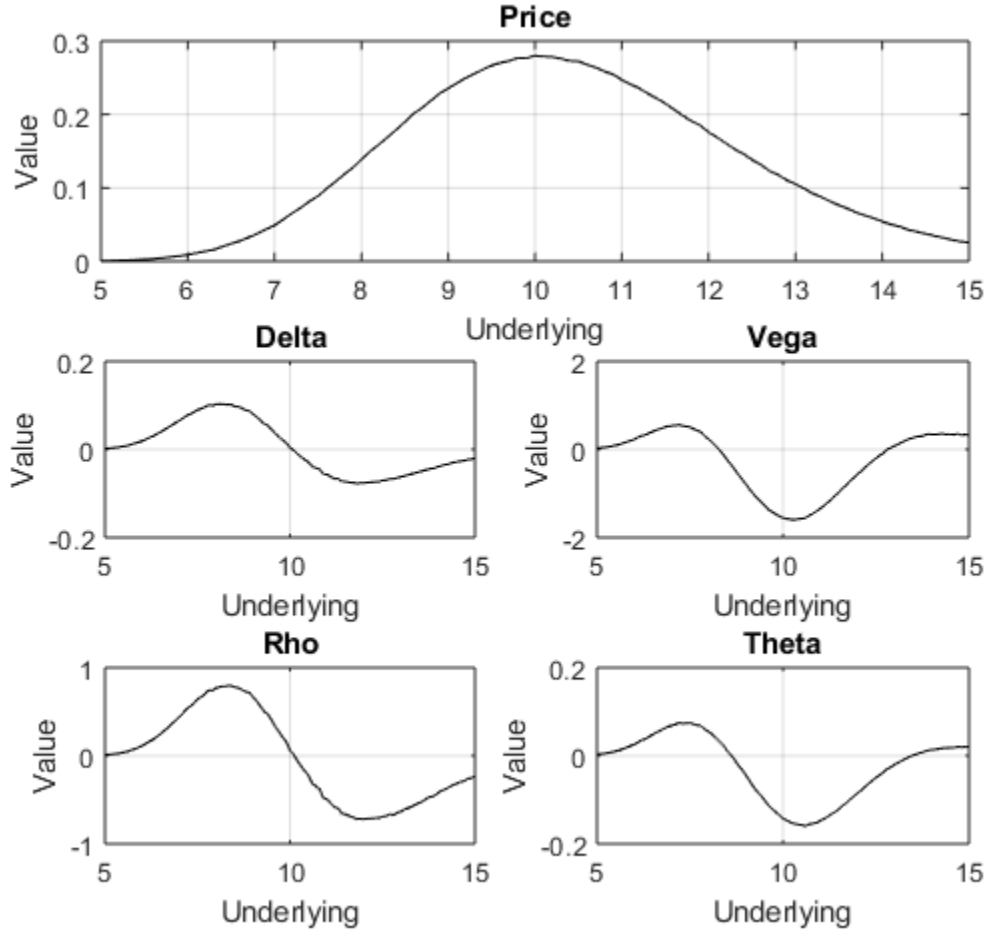 Price
0.3
0.2
0.1
0
Value
5 6 7 8 9 10 11 12 13 14 15
Underlying
Delta
0.2
0
-0.2
Value
5 10 15
Underlying
Vega
2
0
-2
Value
5 10 15
Underlying
Rho
1
0
-1
Value
5 10 15
Underlying
Theta
0.2
0
-0.2
Value
5 10 15
Underlying